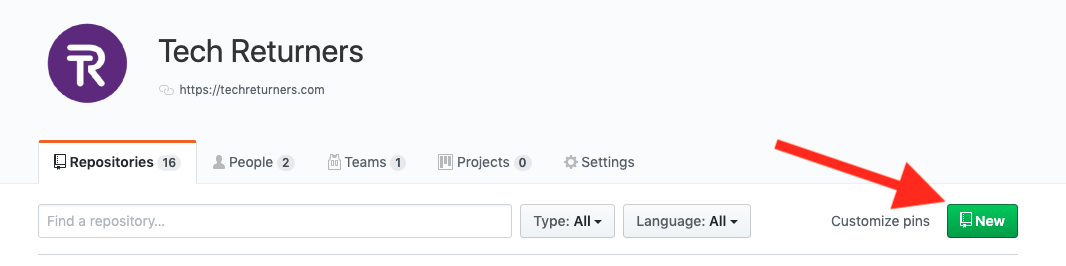 TR
Tech Returners
https://techreturners.com
Repositories 16 People 2 Teams 1 Projects 0 Settings
Find a repository... Type: All Language: All Customize pins New